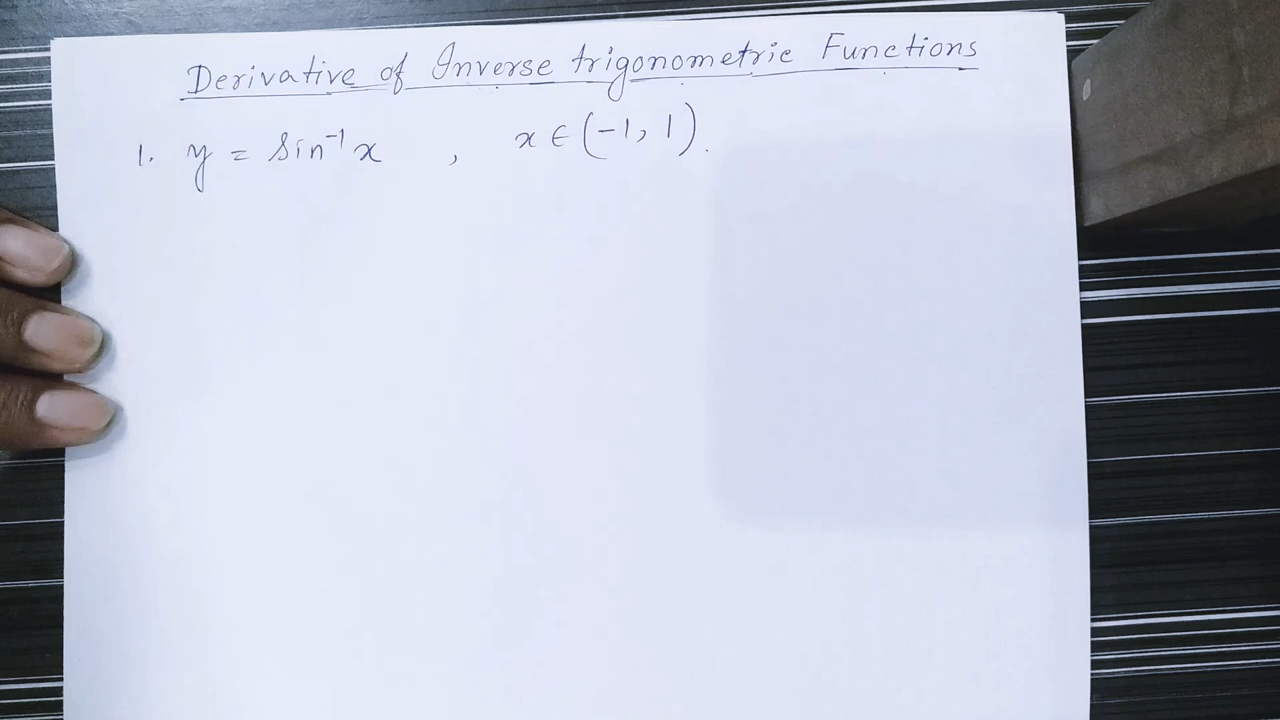 Derivative of Inverse trigonometric Functions
1. y = Sin⁻¹x , x ∈ (-1, 1).